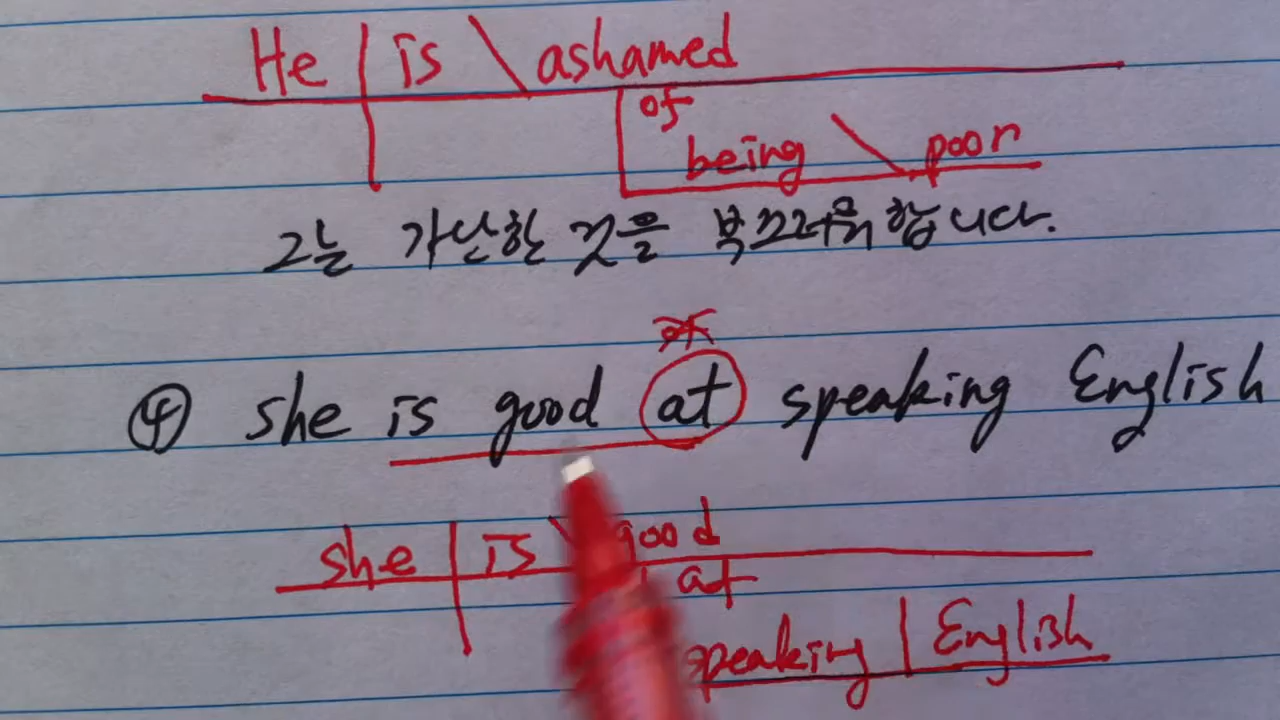 He is ashamed
of
being poor
그는 가난한 것을 부끄러워합니다.
of
④ she is good at speaking English
she is good
at
speaking English